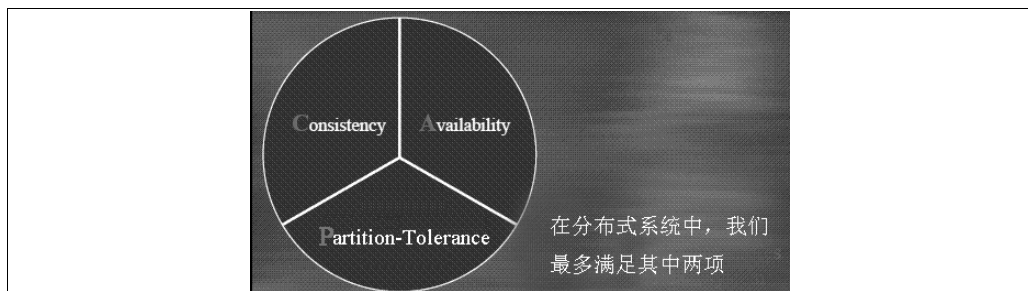 Consistency
Availability
Partition-Tolerance
在分布式系统中，我们
最多满足其中两项